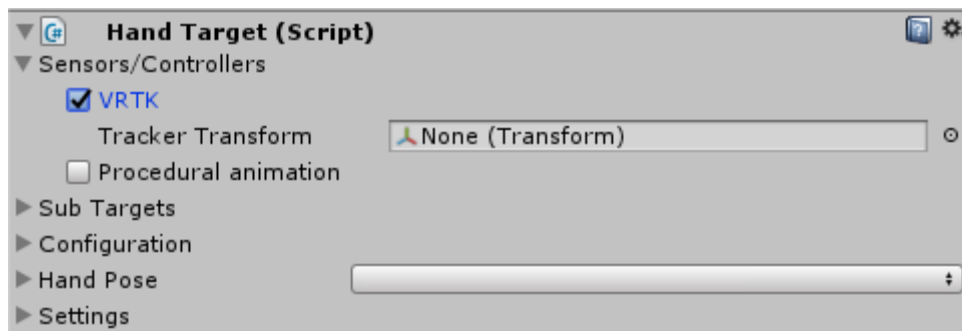 Hand Target (Script)
Sensors/Controllers
VRTK
Tracker Transform None (Transform)
Procedural animation
Sub Targets
Configuration
Hand Pose
Settings